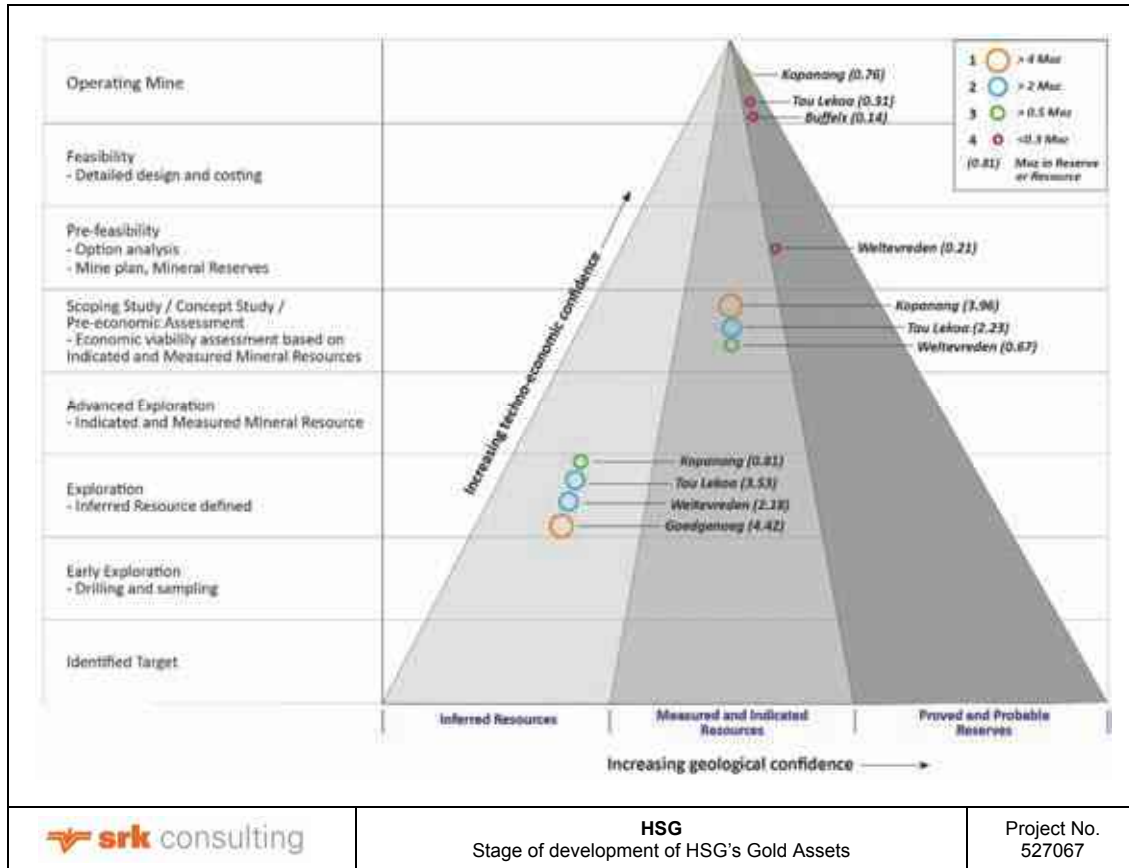 Operating Mine
Feasibility
- Detailed design and costing
Pre-feasibility
- Option analysis
- Mine plan, Mineral Reserves
Scoping Study / Concept Study /
Pre-economic Assessment
- Economic viability assessment based on
Indicated and Measured Mineral Resources
Advanced Exploration
- Indicated and Measured Mineral Resource
Exploration
- Inferred Resource defined
Early Exploration
- Drilling and sampling
Identified Target
Increasing techno-economic confidence
Kopanang (0.76)
Tau Lekoa (0.31)
Buffels (0.14)
Weltevreden (0.21)
Kopanang (3.96)
Tau Lekoa (2.23)
Weltevreden (0.67)
Kopanang (0.81)
Tau Lekoa (3.53)
Weltevreden (2.18)
Goedgenoeg (4.42)
1 > 4 Moz
2 > 2 Moz
3 > 0.5 Moz
4 <0.3 Moz
(0.81) Moz in Reserve
or Resource
Inferred Resources
Measured and Indicated
Resources
Proved and Probable
Reserves
Increasing geological confidence
srk consulting
HSG
Stage of development of HSG's Gold Assets
Project No.
527067